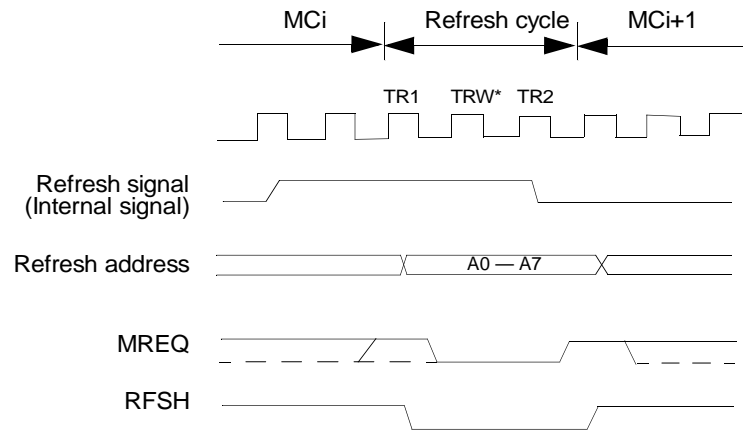 MCi Refresh cycle MCi+1
TR1 TRW* TR2
Refresh signal
(Internal signal)
Refresh address
A0 — A7
MREQ
RFSH